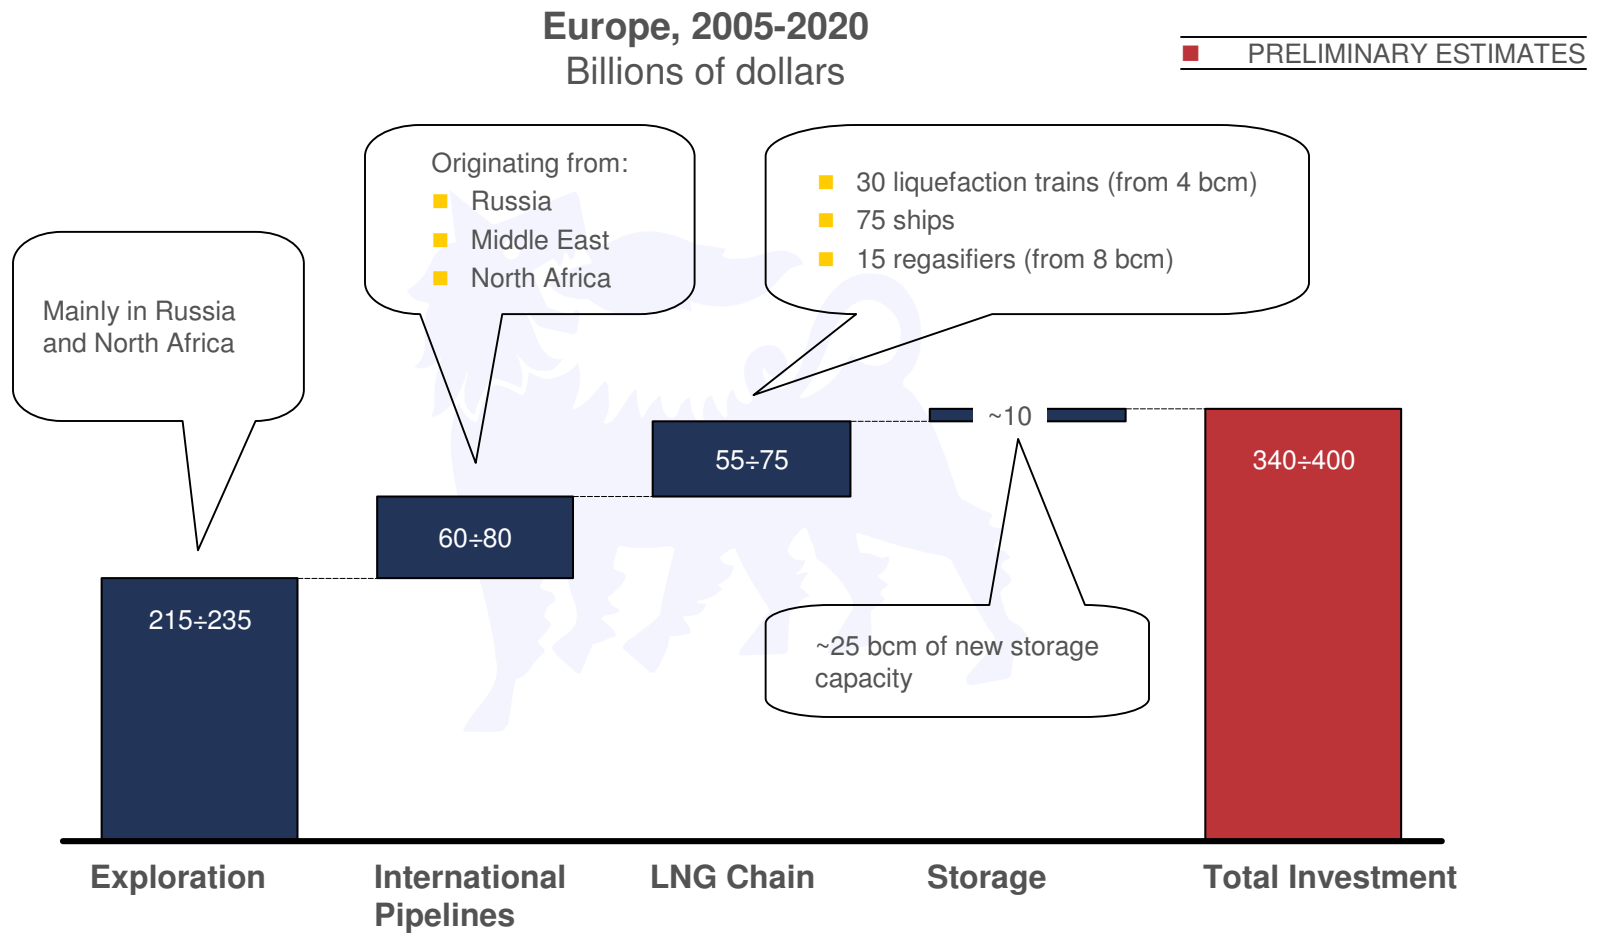 Europe, 2005-2020
Billions of dollars
PRELIMINARY ESTIMATES
Originating from:
Russia
Middle East
North Africa
30 liquefaction trains (from 4 bcm)
75 ships
15 regasifiers (from 8 bcm)
Mainly in Russia
and North Africa
~10
55÷75
340÷400
60÷80
215÷235
~25 bcm of new storage
capacity
Exploration
International
Pipelines
LNG Chain
Storage
Total Investment